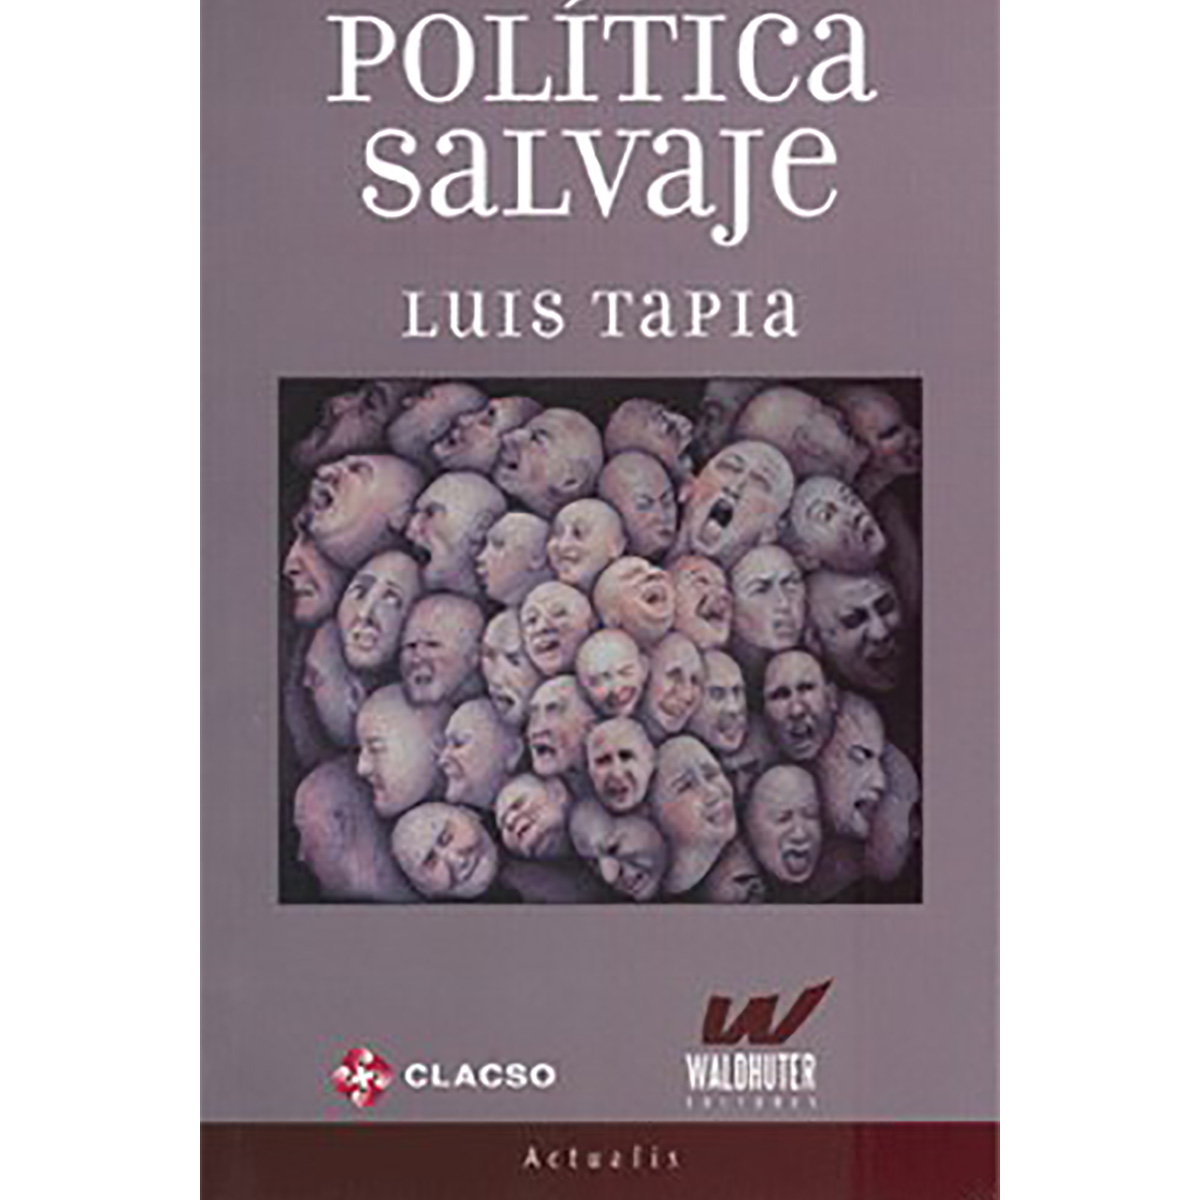 POLÍTICA
SALVAJE
LUIS TAPIA
CLACSO
W
WALDHUTER
EDITORES
Actualis